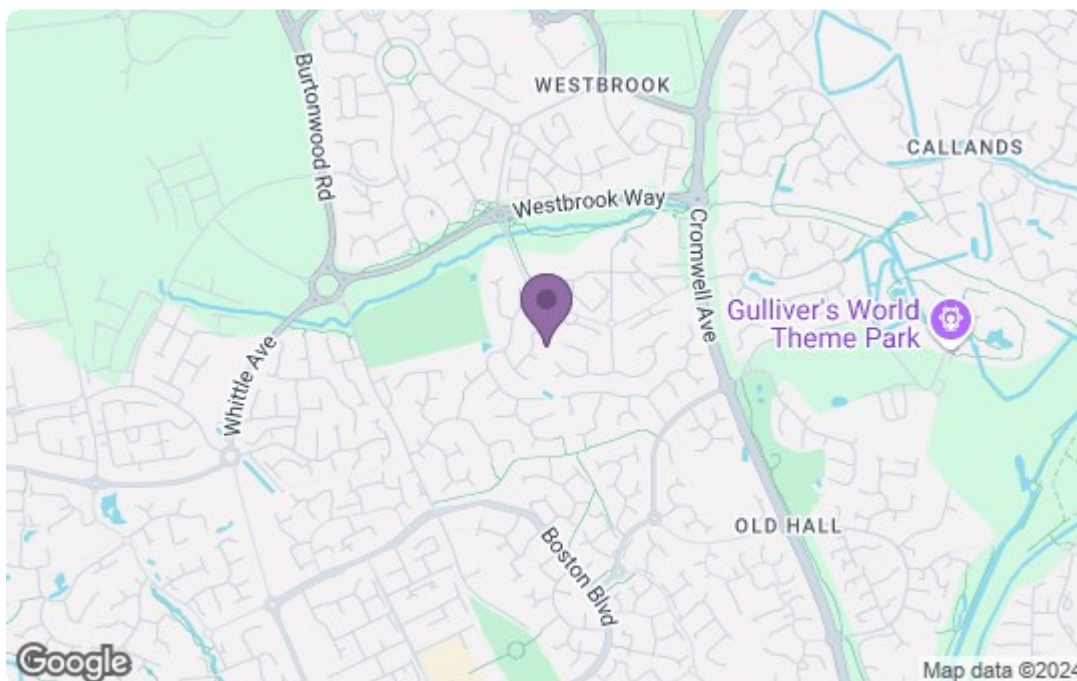 WESTBROOK
Burtonwood Rd
CALLANDS
Westbrook Way
Cromwell Ave
Gulliver's World
Theme Park
Whittle Ave
OLD HALL
Boston Blvd
Google
Map data ©2024